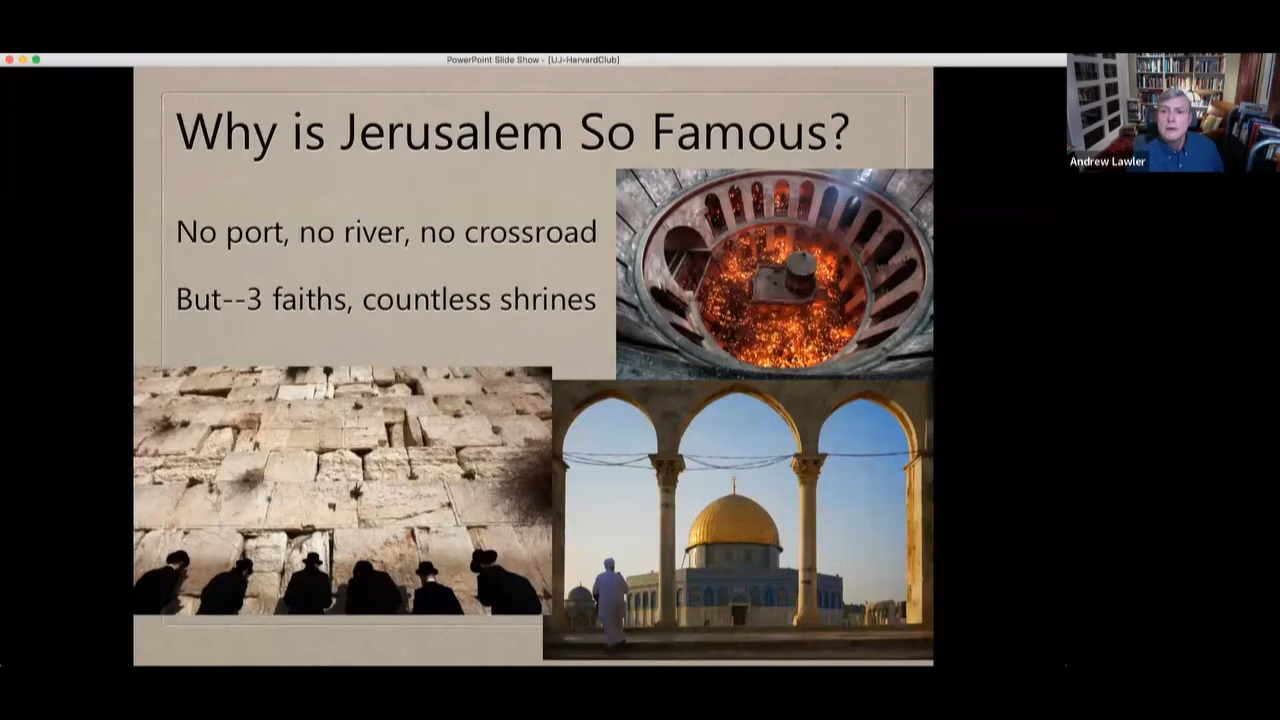 PowerPoint Slide Show - [UJ-HarvardClub]
Why is Jerusalem So Famous?
No port, no river, no crossroad
But--3 faiths, countless shrines
Andrew Lawler